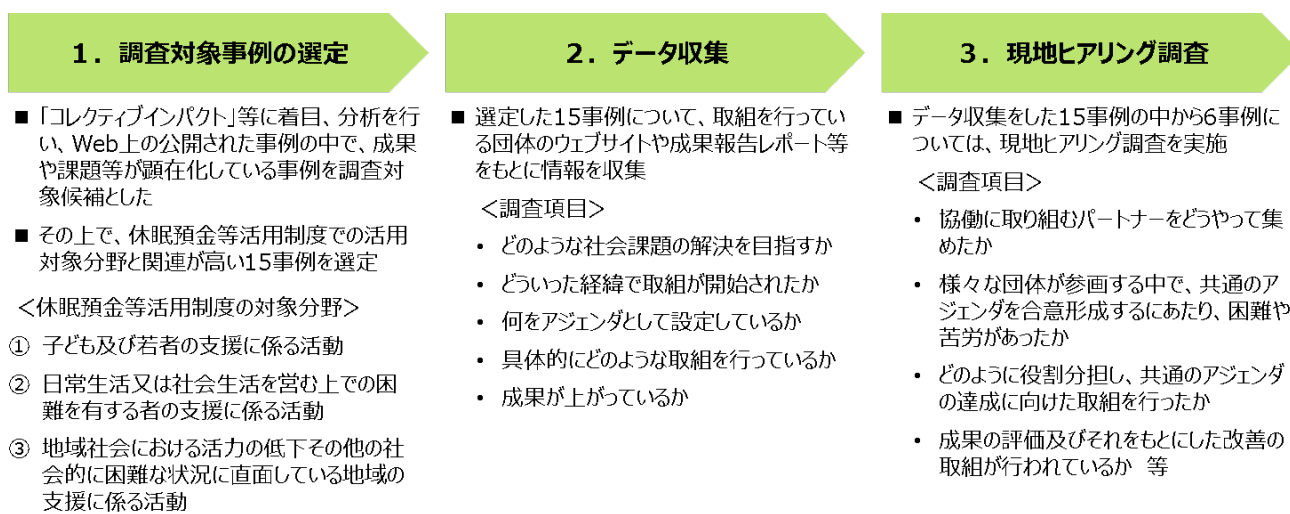 1．調査対象事例の選定
■ 「コレクティブインパクト」等に着目、分析を行
い、Web上の公開された事例の中で、成果
や課題等が顕在化している事例を調査対
象候補とした
■ その上で、休眠預金等活用制度での活用
対象分野と関連が高い15事例を選定
＜休眠預金等活用制度の対象分野＞
① 子ども及び若者の支援に係る活動
② 日常生活又は社会生活を営む上での困
難を有する者の支援に係る活動
③ 地域社会における活力の低下その他の社
会的に困難な状況に直面している地域の
支援に係る活動
2．データ収集
■ 選定した15事例について、取組を行ってい
る団体のウェブサイトや成果報告レポート等
をもとに情報を収集
＜調査項目＞
• どのような社会課題の解決を目指すか
• どういった経緯で取組が開始されたか
• 何をアジェンダとして設定しているか
• 具体的にどのような取組を行っているか
• 成果が上がっているか
3．現地ヒアリング調査
■ データ収集をした15事例の中から6事例に
ついては、現地ヒアリング調査を実施
＜調査項目＞
• 協働に取り組むパートナーをどうやって集
めたか
• 様々な団体が参画する中で、共通のア
ジェンダを合意形成するにあたり、困難や
苦労があったか
• どのように役割分担し、共通のアジェンダ
の達成に向けた取組を行ったか
• 成果の評価及びそれをもとにした改善の
取組が行われているか 等